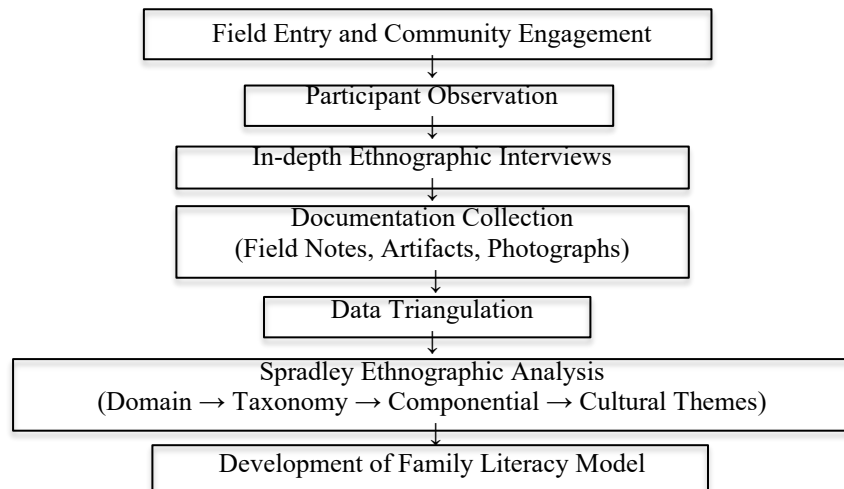 Field Entry and Community Engagement
↓
Participant Observation
↓
In-depth Ethnographic Interviews
↓
Documentation Collection
(Field Notes, Artifacts, Photographs)
↓
Data Triangulation
↓
Spradley Ethnographic Analysis
(Domain → Taxonomy → Componential → Cultural Themes)
↓
Development of Family Literacy Model